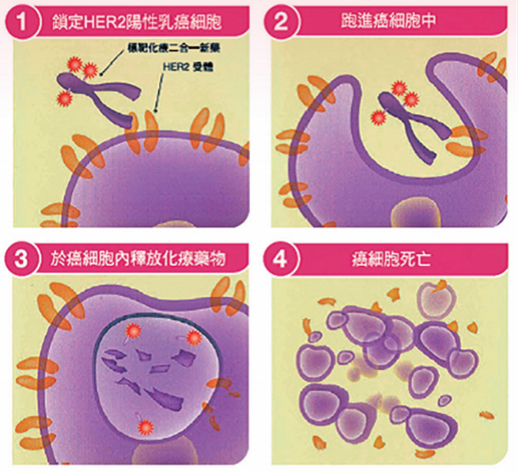 1 鎖定HER2陽性乳癌細胞
標靶化療二合一新藥
HER2 受體
2 跑進癌細胞中
3 於癌細胞內釋放化療藥物
4 癌細胞死亡